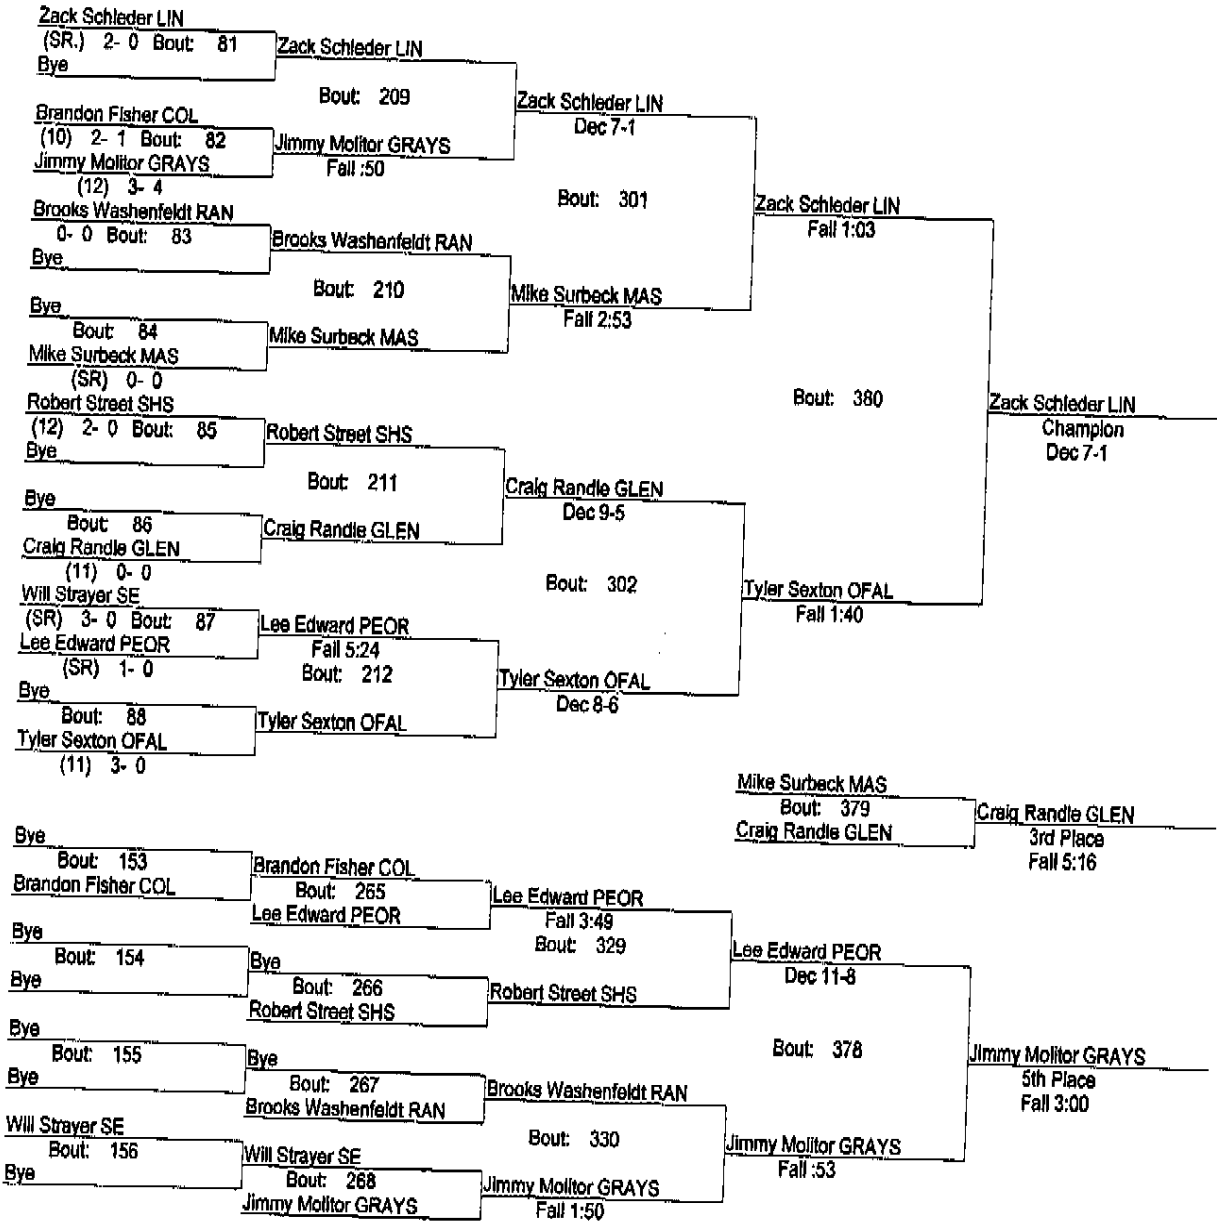 Zack Schleder LIN
(SR.) 2- 0 Bout: 81
Bye
Zack Schleder LIN
Bout: 209
Brandon Fisher COL
(10) 2- 1 Bout: 82
Jimmy Molitor GRAYS
(12) 3- 4
Jimmy Molitor GRAYS
Fall :50
Zack Schleder LIN
Dec 7-1
Bout: 301
Brooks Washenfeldt RAN
0- 0 Bout: 83
Bye
Brooks Washenfeldt RAN
Bout: 210
Bye
Bout: 84
Mike Surbeck MAS
(SR) 0- 0
Mike Surbeck MAS
Mike Surbeck MAS
Fall 2:53
Zack Schleder LIN
Fall 1:03
Bout: 380
Robert Street SHS
(12) 2- 0 Bout: 85
Bye
Robert Street SHS
Bout: 211
Bye
Bout: 86
Craig Randle GLEN
(11) 0- 0
Craig Randle GLEN
Craig Randle GLEN
Dec 9-5
Bout: 302
Will Strayer SE
(SR) 3- 0 Bout: 87
Lee Edward PEOR
(SR) 1- 0
Lee Edward PEOR
Fall 5:24
Bout: 212
Bye
Bout: 88
Tyler Sexton OFAL
(11) 3- 0
Tyler Sexton OFAL
Tyler Sexton OFAL
Dec 8-6
Tyler Sexton OFAL
Fall 1:40
Zack Schleder LIN
Champion
Dec 7-1
Mike Surbeck MAS
Bout: 379
Craig Randle GLEN
Craig Randle GLEN
3rd Place
Fall 5:16
Bye
Bout: 153
Brandon Fisher COL
Brandon Fisher COL
Bout: 265
Lee Edward PEOR
Lee Edward PEOR
Fall 3:49
Bout: 329
Bye
Bout: 154
Bye
Bye
Bout: 266
Robert Street SHS
Robert Street SHS
Lee Edward PEOR
Dec 11-8
Bout: 378
Bye
Bout: 155
Bye
Bye
Bout: 267
Brooks Washenfeldt RAN
Brooks Washenfeldt RAN
Bout: 330
Will Strayer SE
Bout: 156
Bye
Will Strayer SE
Bout: 268
Jimmy Molitor GRAYS
Jimmy Molitor GRAYS
Fall 1:50
Jimmy Molitor GRAYS
Fall :53
Jimmy Molitor GRAYS
5th Place
Fall 3:00